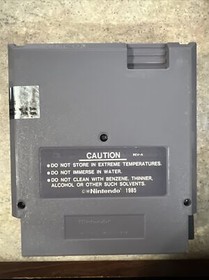 CAUTION
REV-A
● DO NOT STORE IN EXTREME TEMPERATURES.
● DO NOT IMMERSE IN WATER.
● DO NOT CLEAN WITH BENZENE, THINNER,
ALCOHOL OR OTHER SUCH SOLVENTS.
©®Nintendo 1985